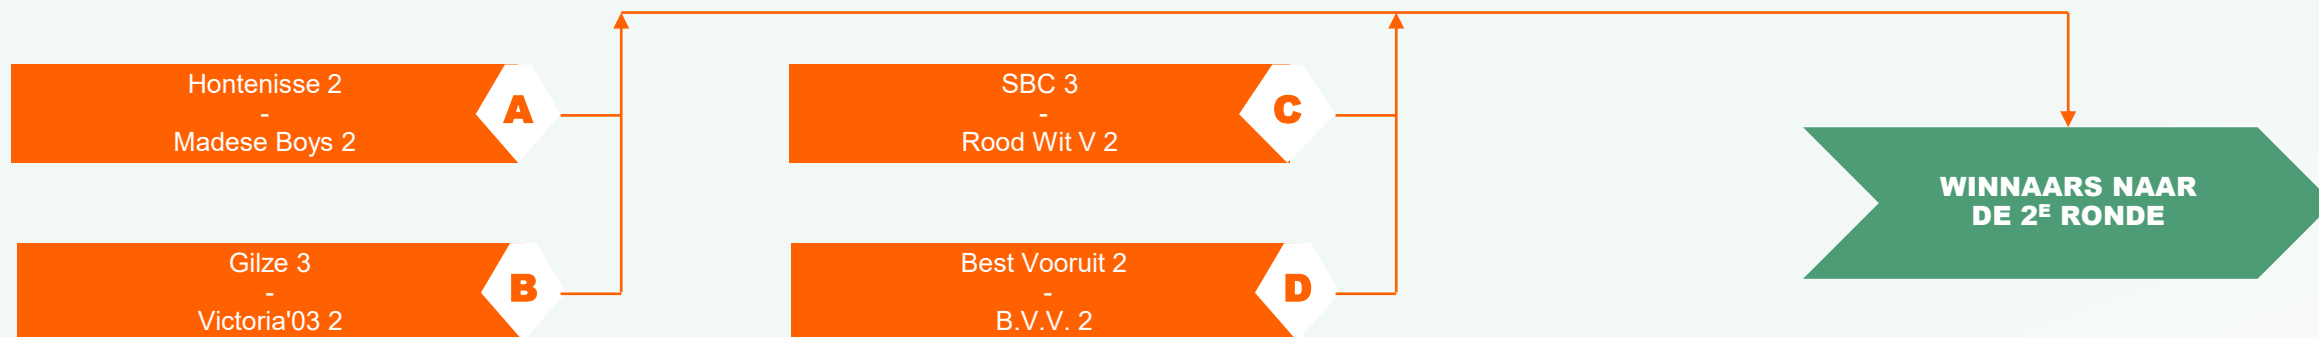 Hontenisse 2
-
Madese Boys 2
A
SBC 3
-
Rood Wit V 2
C
WINNAARS NAAR
DE 2E RONDE
Gilze 3
-
Victoria'03 2
B
Best Vooruit 2
-
B.V.V. 2
D